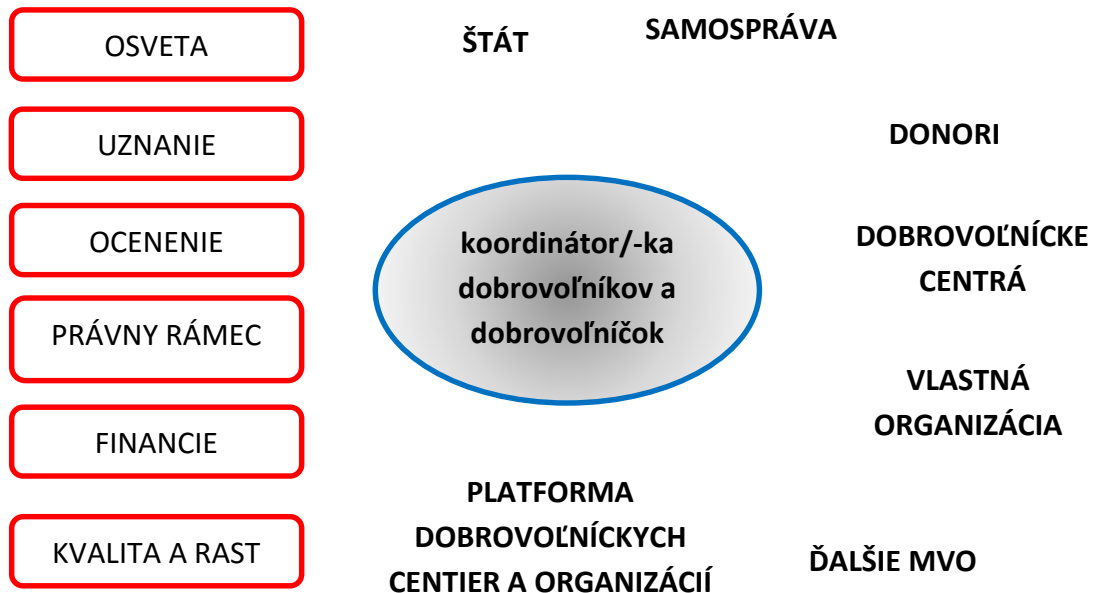 OSVETA
UZNANIE
OCENENIE
PRÁVNY RÁMEC
FINANCIE
KVALITA A RAST
ŠTÁT
SAMOSPRÁVA
DONORI
koordinátor/-ka
dobrovoľníkov a
dobrovoľníčok
DOBROVOĽNÍCKE
CENTRÁ
VLASTNÁ
ORGANIZÁCIA
PLATFORMA
DOBROVOĽNÍCKYCH
CENTIER A ORGANIZÁCIÍ
ĎALŠIE MVO